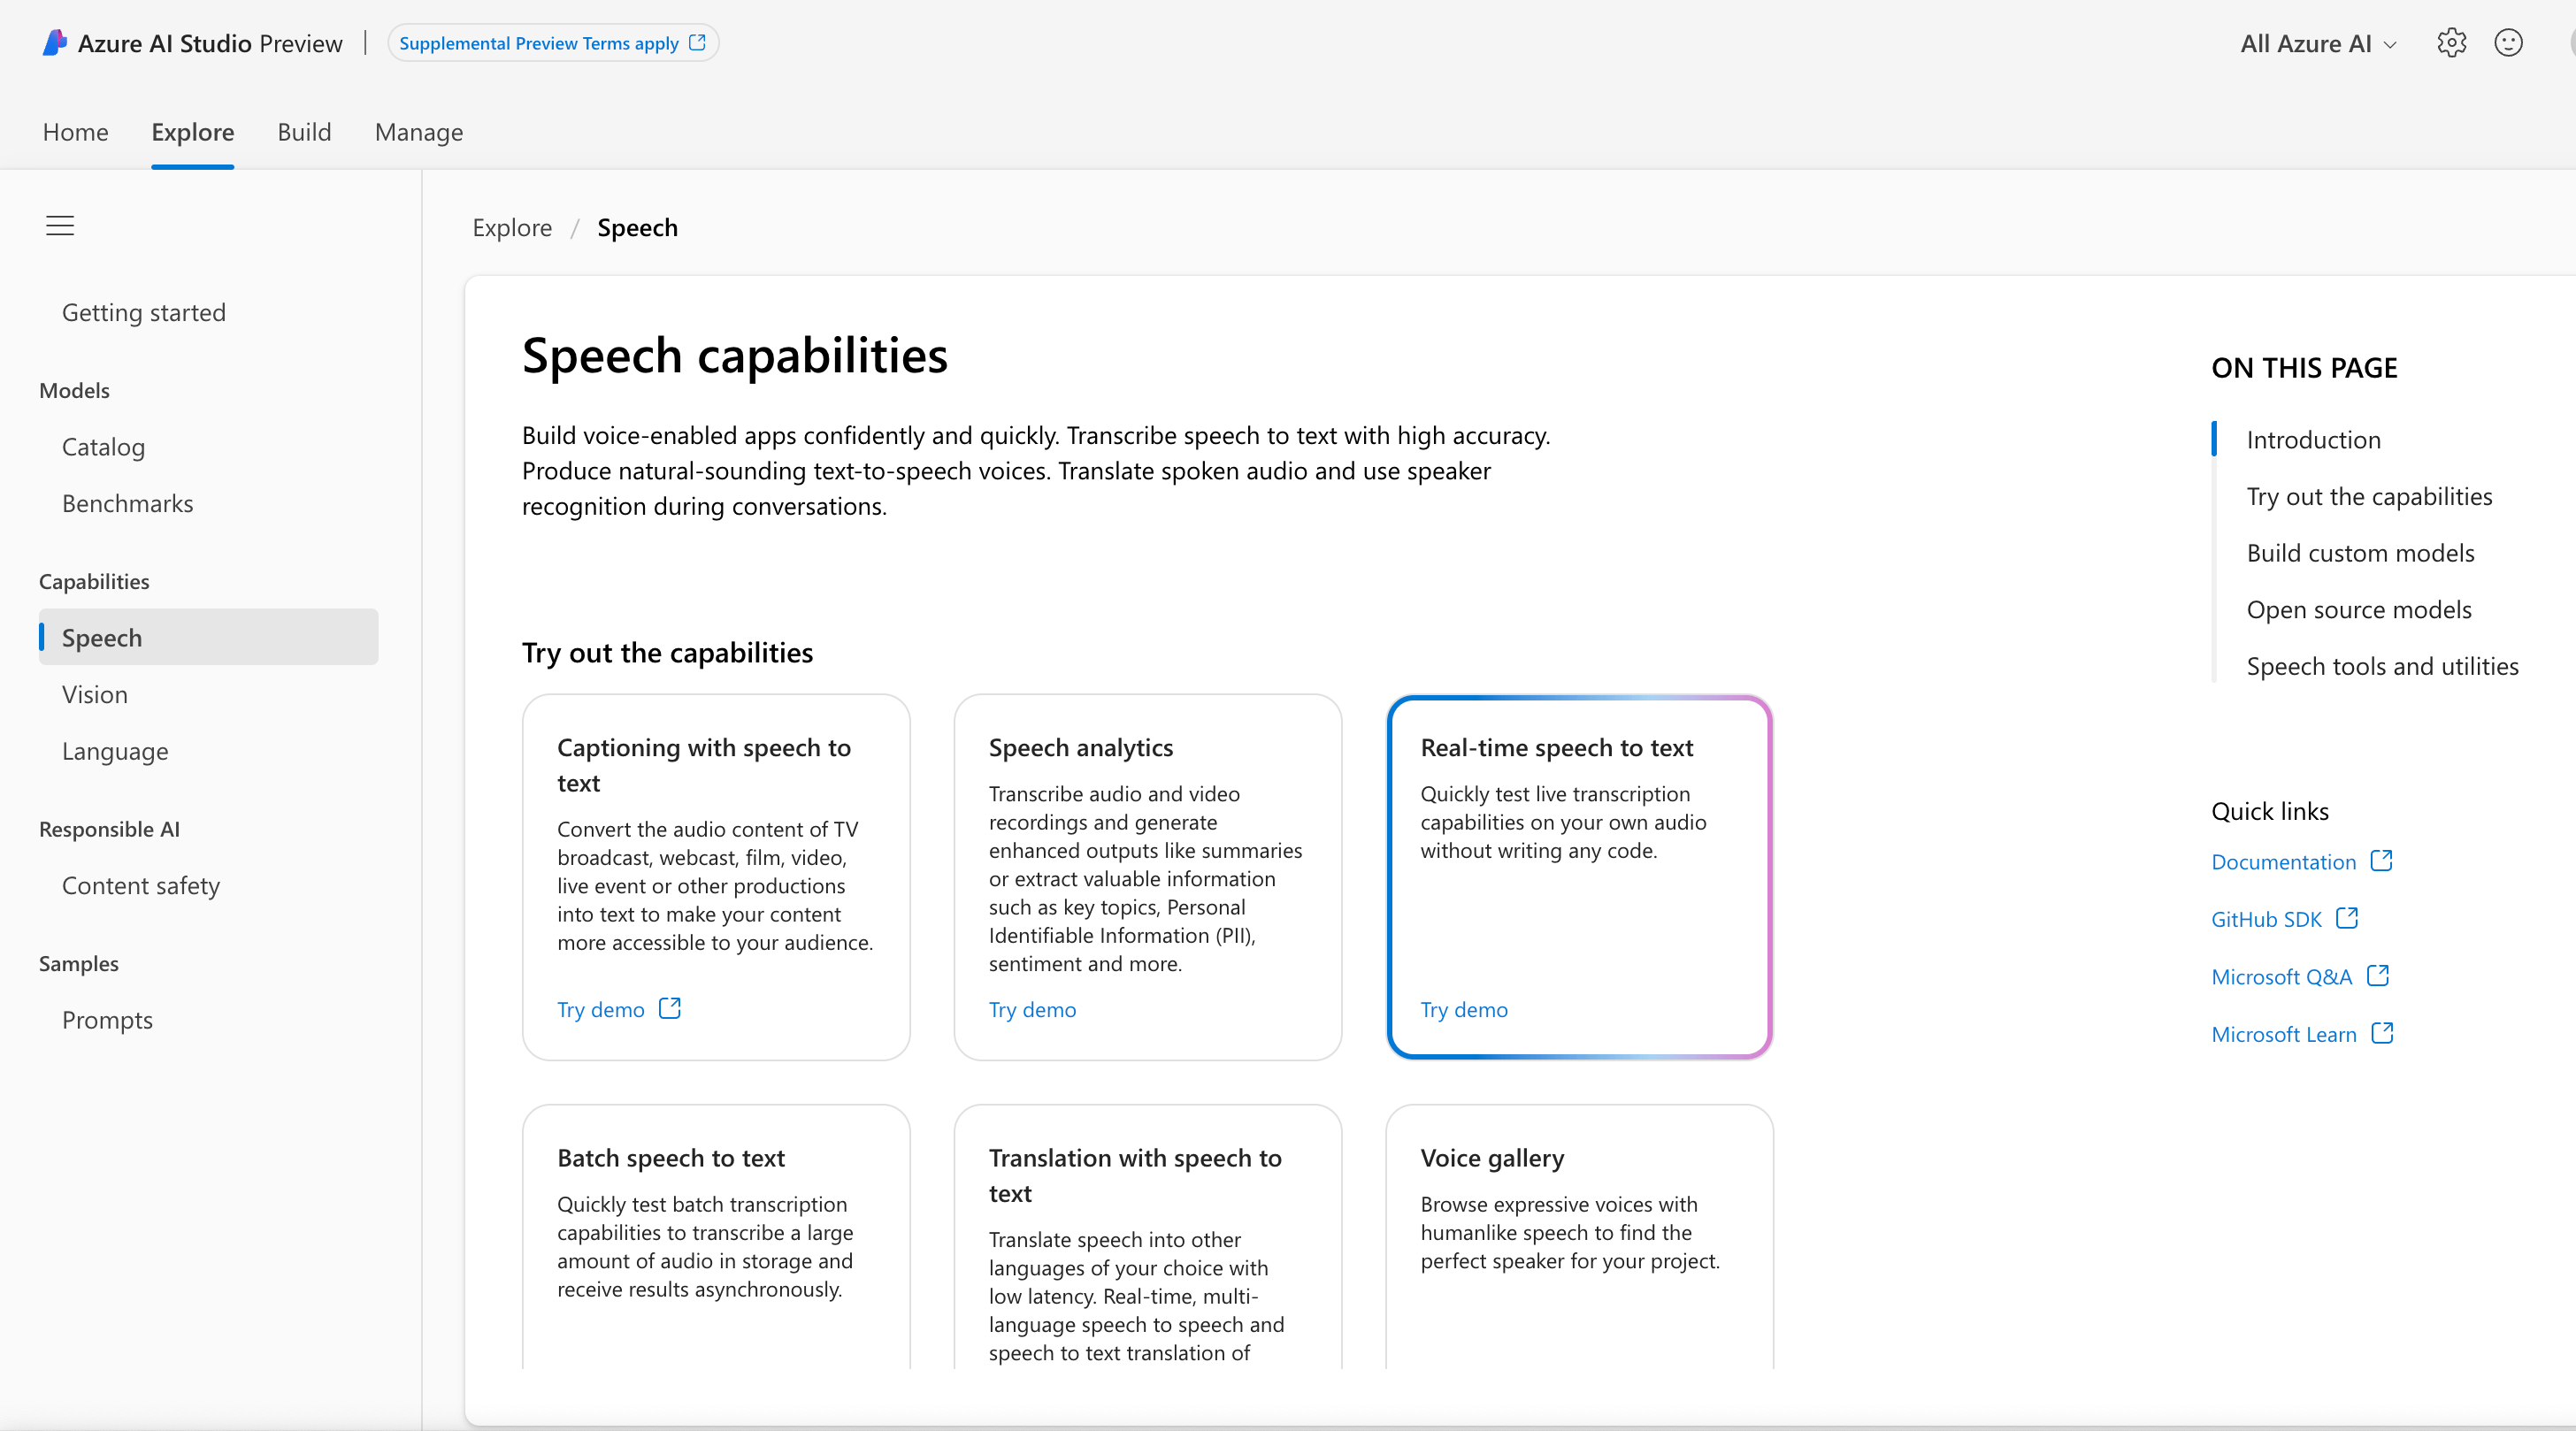 Azure AI Studio Preview
Supplemental Preview Terms apply
All Azure AI
Home
Explore
Build
Manage
Getting started
Models
Catalog
Benchmarks
Capabilities
Speech
Vision
Language
Responsible AI
Content safety
Samples
Prompts
Explore / Speech
Speech capabilities
Build voice-enabled apps confidently and quickly. Transcribe speech to text with high accuracy.
Produce natural-sounding text-to-speech voices. Translate spoken audio and use speaker
recognition during conversations.
Try out the capabilities
Captioning with speech to
text
Convert the audio content of TV
broadcast, webcast, film, video,
live event or other productions
into text to make your content
more accessible to your audience.
Try demo
Speech analytics
Transcribe audio and video
recordings and generate
enhanced outputs like summaries
or extract valuable information
such as key topics, Personal
Identifiable Information (PII),
sentiment and more.
Try demo
Real-time speech to text
Quickly test live transcription
capabilities on your own audio
without writing any code.
Try demo
Batch speech to text
Quickly test batch transcription
capabilities to transcribe a large
amount of audio in storage and
receive results asynchronously.
Translation with speech to
text
Translate speech into other
languages of your choice with
low latency. Real-time, multi-
language speech to speech and
speech to text translation of
Voice gallery
Browse expressive voices with
humanlike speech to find the
perfect speaker for your project.
ON THIS PAGE
Introduction
Try out the capabilities
Build custom models
Open source models
Speech tools and utilities
Quick links
Documentation
GitHub SDK
Microsoft Q&A
Microsoft Learn